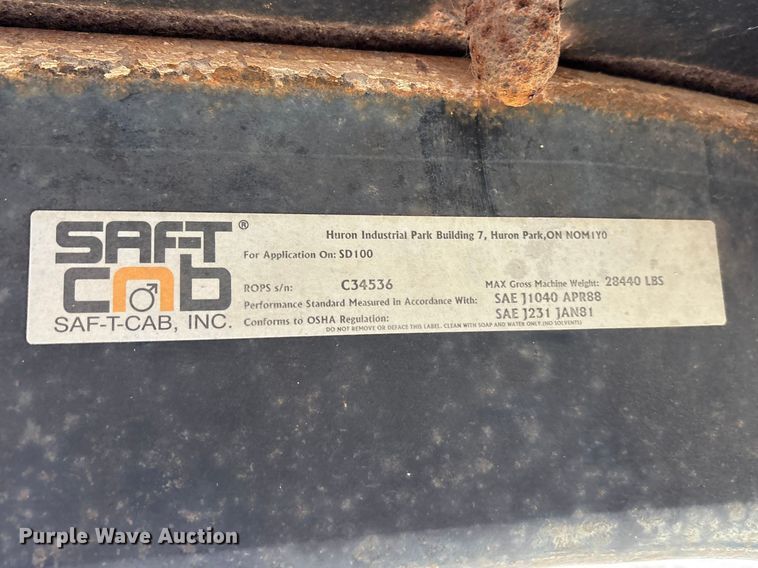 SAF-T®
CAB
SAF-T-CAB, INC.
Huron Industrial Park Building 7, Huron Park,ON NOM1Y0
For Application On: SD100
ROPS s/n: C34536 MAX Gross Machine Weight: 28440 LBS
Performance Standard Measured in Accordance With: SAE J1040 APR88
Conforms to OSHA Regulation: SAE J231 JAN81
DO NOT REMOVE OR DEFACE THIS LABEL. CLEAN WITH SOAP AND WATER ONLY (NO SOLVENTS)
Purple Wave Auction®